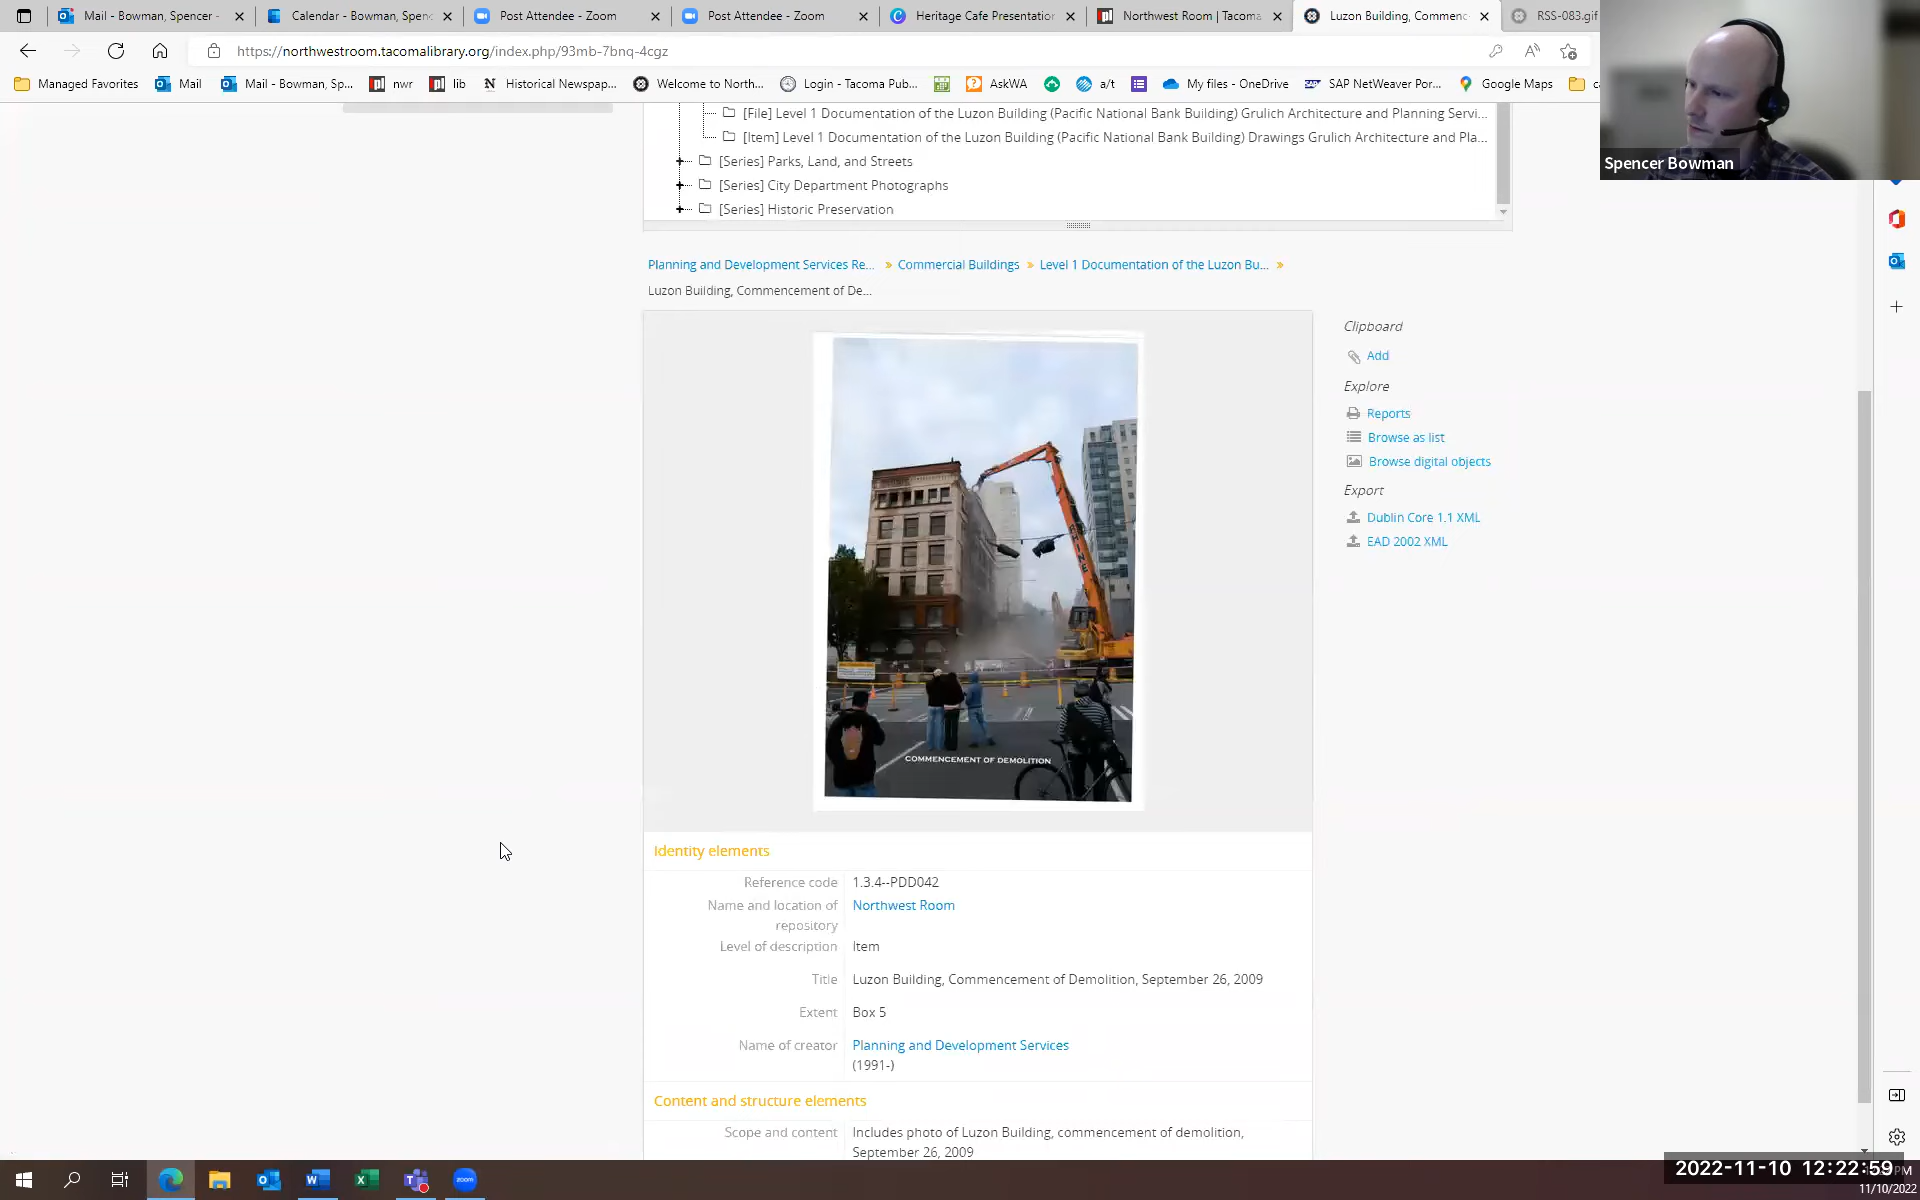 Mail - Bowman, Spencer -
Calendar - Bowman, Spenc
Post Attendee - Zoom
Post Attendee - Zoom
Heritage Cafe Presentation
Northwest Room | Tacoma
Luzon Building, Commenc
RSS-083.gif
https://northwestroom.tacomalibrary.org/index.php/93mb-7bnq-4cgz
Managed Favorites
Mail
Mail - Bowman, Sp...
nwr
lib
Historical Newspap...
Welcome to North...
Login - Tacoma Pub...
AskWA
a/t
My files - OneDrive
SAP NetWeaver Por...
Google Maps
Spencer Bowman
[File] Level 1 Documentation of the Luzon Building (Pacific National Bank Building) Grulich Architecture and Planning Servi...
[Item] Level 1 Documentation of the Luzon Building (Pacific National Bank Building) Drawings Grulich Architecture and Pla...
[Series] Parks, Land, and Streets
[Series] City Department Photographs
[Series] Historic Preservation
Planning and Development Services Re... » Commercial Buildings » Level 1 Documentation of the Luzon Bu... »
Luzon Building, Commencement of De...
COMMENCEMENT OF DEMOLITION
Clipboard
Add
Explore
Reports
Browse as list
Browse digital objects
Export
Dublin Core 1.1 XML
EAD 2002 XML
Identity elements
Reference code 1.3.4--PDD042
Name and location of repository Northwest Room
Level of description Item
Title Luzon Building, Commencement of Demolition, September 26, 2009
Extent Box 5
Name of creator Planning and Development Services
(1991-)
Content and structure elements
Scope and content Includes photo of Luzon Building, commencement of demolition,
September 26, 2009
zoom
2022-11-10 12:22:59
PM
11/10/2022